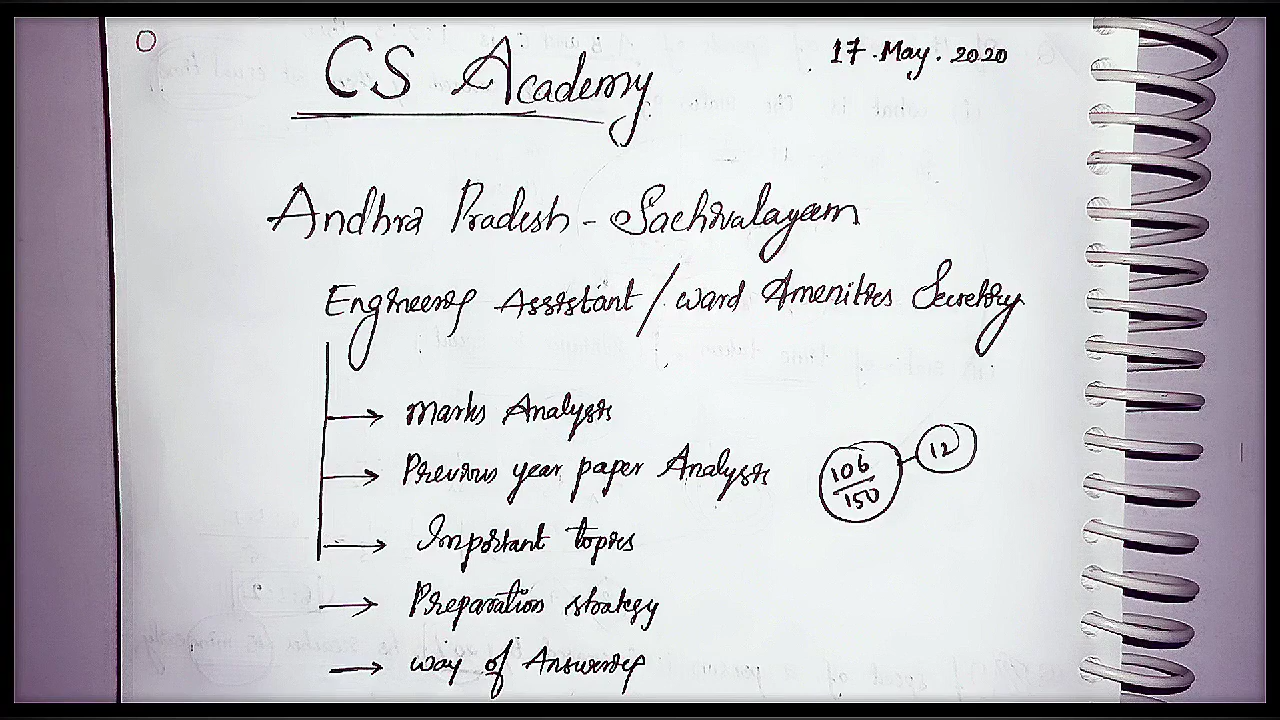 CS Academy
17. May. 2020
Andhra Pradesh - Sachivalayam
Engineering Assistant / ward Amenities Secretary
Marks Analysis
Previous year paper Analysis
106
150
12
Important topics
Preparation strategy
way of Answering